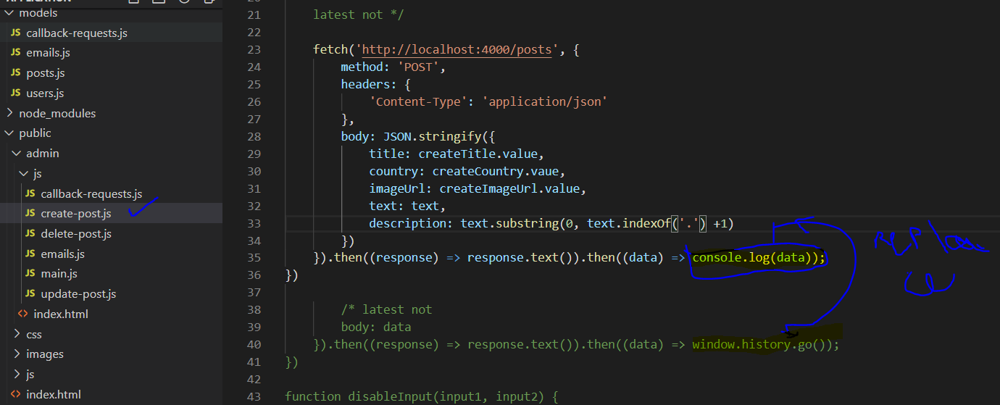 APPLICATION
models
JS callback-requests.js
JS emails.js
JS posts.js
JS users.js
node_modules
public
admin
js
JS callback-requests.js
JS create-post.js
JS delete-post.js
JS emails.js
JS main.js
JS update-post.js
<> index.html
css
images
js
<> index.html
20
21 latest not */
22
23 fetch('http://localhost:4000/posts', {
24 method: 'POST',
25 headers: {
26 'Content-Type': 'application/json'
27 },
28 body: JSON.stringify({
29 title: createTitle.value,
30 country: createCountry.vaue,
31 imageUrl: createImageUrl.value,
32 text: text,
33 description: text.substring(0, text.indexOf('.') +1)
34 })
35 }).then((response) => response.text()).then((data) => console.log(data));
36 })
37
38 /* latest not
39 body: data
40 }).then((response) => response.text()).then((data) => window.history.go());
41 })
42
43 function disableInput(input1, input2) {